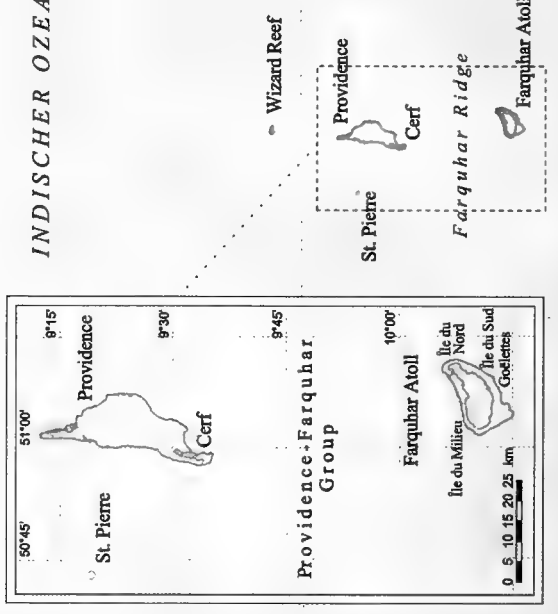 INDISCHER OZEA
Wizard Reef
Providence
Cerf
St. Pierre
Farquhar Ridge
Farquhar Atoll
50°45'
51°00'
9°15'
9°30'
9°45'
10°00'
Providence
St. Pierre
Cerf
Providence-Farquhar
Group
Farquhar Atoll
Île du Milieu
Île du
Nord
Île du Sud
Goëlettes
0 5 10 15 20 25 km